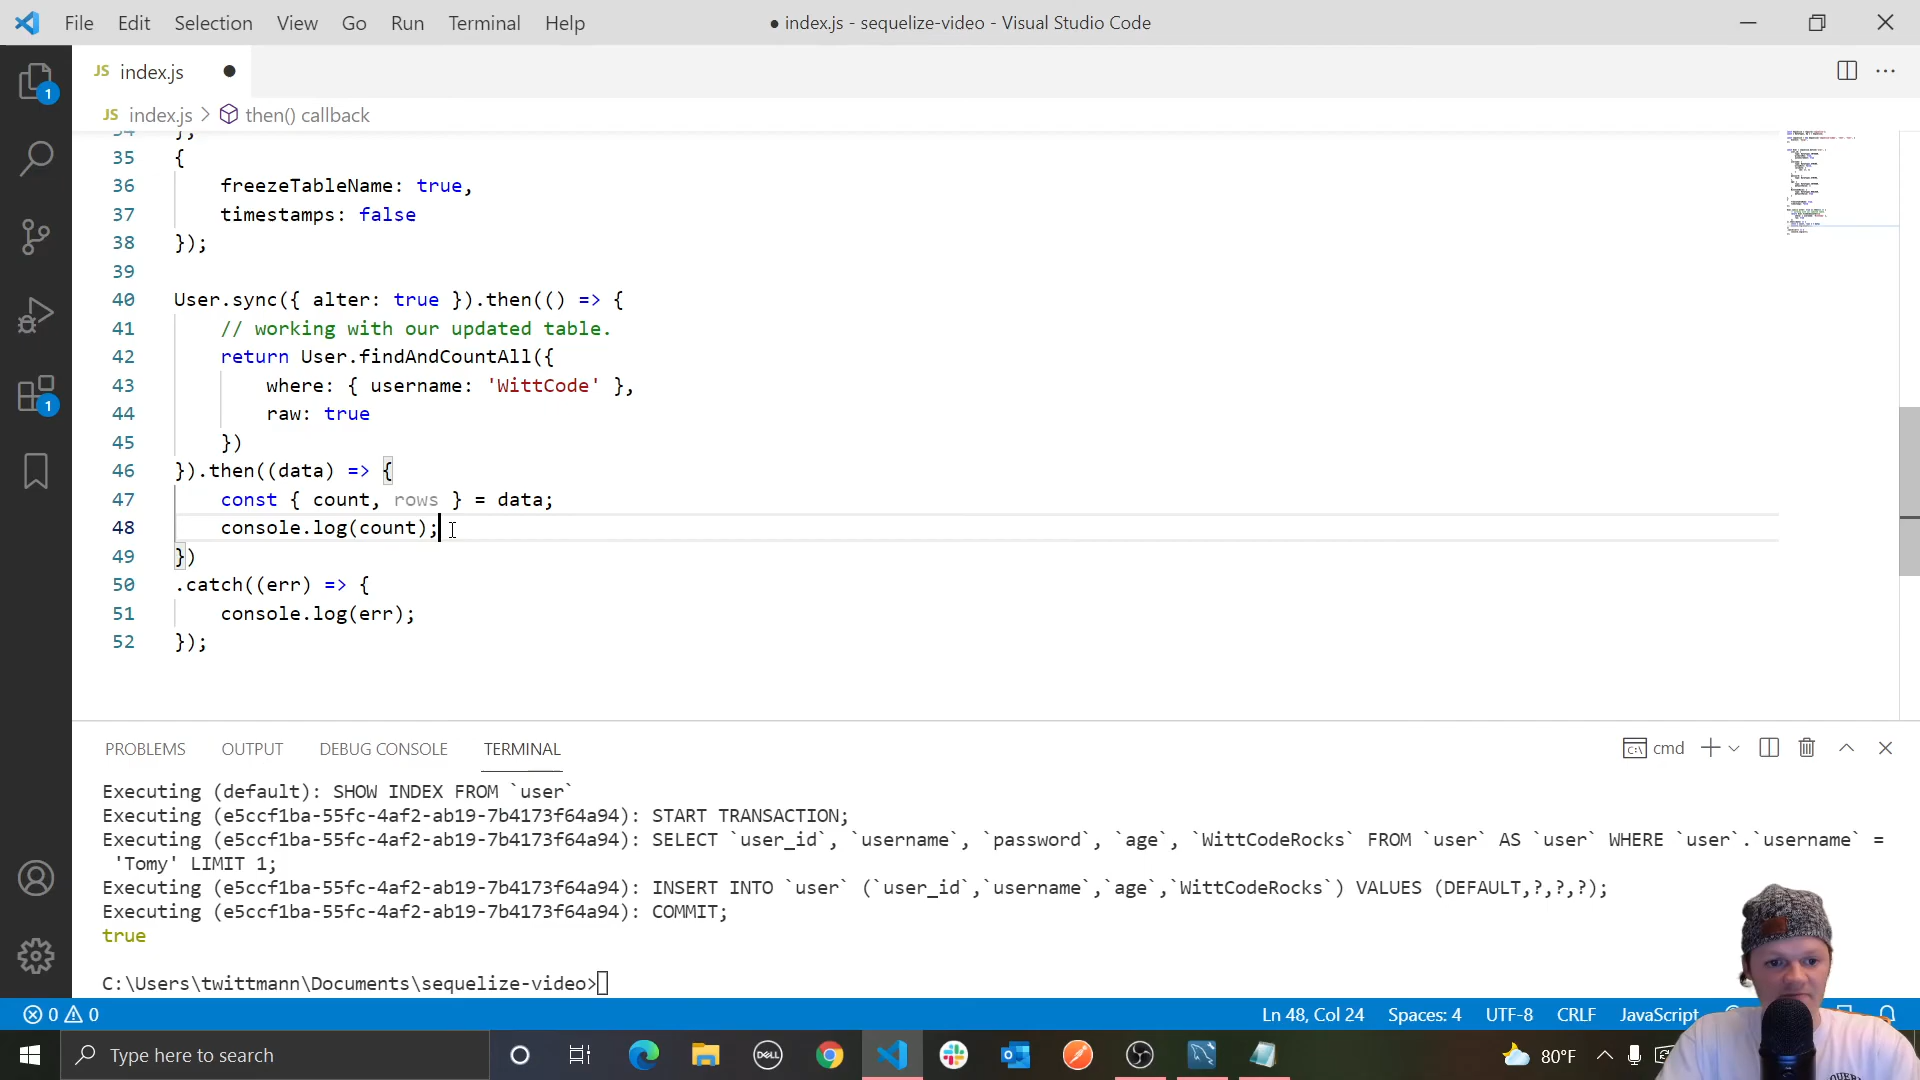 File Edit Selection View Go Run Terminal Help
● index.js - sequelize-video - Visual Studio Code
JS index.js ●
JS index.js > then() callback
35 {
36 freezeTableName: true,
37 timestamps: false
38 });
39
40 User.sync({ alter: true }).then(() => {
41 // working with our updated table.
42 return User.findAndCountAll({
43 where: { username: 'WittCode' },
44 raw: true
45 })
46 }).then((data) => {
47 const { count, rows } = data;
48 console.log(count);
49 })
50 .catch((err) => {
51 console.log(err);
52 });
PROBLEMS OUTPUT DEBUG CONSOLE TERMINAL
cmd
Executing (default): SHOW INDEX FROM `user`
Executing (e5ccf1ba-55fc-4af2-ab19-7b4173f64a94): START TRANSACTION;
Executing (e5ccf1ba-55fc-4af2-ab19-7b4173f64a94): SELECT `user_id`, `username`, `password`, `age`, `WittCodeRocks` FROM `user` AS `user` WHERE `user`.`username` =
'Tomy' LIMIT 1;
Executing (e5ccf1ba-55fc-4af2-ab19-7b4173f64a94): INSERT INTO `user` (`user_id`,`username`,`age`,`WittCodeRocks`) VALUES (DEFAULT,?,?,?);
Executing (e5ccf1ba-55fc-4af2-ab19-7b4173f64a94): COMMIT;
true
C:\Users\twittmann\Documents\sequelize-video>
0 0
Ln 48, Col 24 Spaces: 4 UTF-8 CRLF JavaScript
Type here to search
DELL
80°F